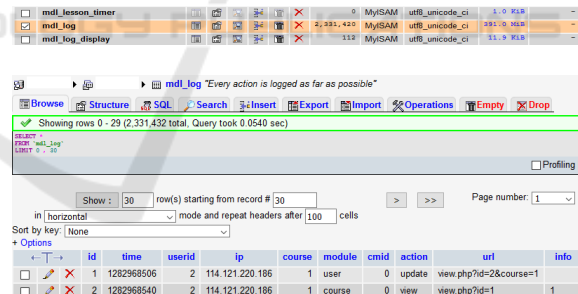 mdl_lesson_timer 0 MyISAM utf8_unicode_ci 1.0 KiB -
mdl_log 2,331,420 MyISAM utf8_unicode_ci 391.0 MiB -
mdl_log_display 112 MyISAM utf8_unicode_ci 11.9 KiB -
mdl_log "Every action is logged as far as possible"
Browse Structure SQL Search Insert Export Import Operations Empty Drop
Showing rows 0 - 29 (2,331,432 total, Query took 0.0540 sec)
SELECT *
FROM `mdl_log`
LIMIT 0 , 30
Profiling
Show : 30 row(s) starting from record # 30 > >> Page number: 1
in horizontal mode and repeat headers after 100 cells
Sort by key: None
+ Options
←T→ id time userid ip course module cmid action url info
1 1282968506 2 114.121.220.186 1 user 0 update view.php?id=2&course=1
2 1282968540 2 114.121.220.186 1 course 0 view view.php?id=1 1